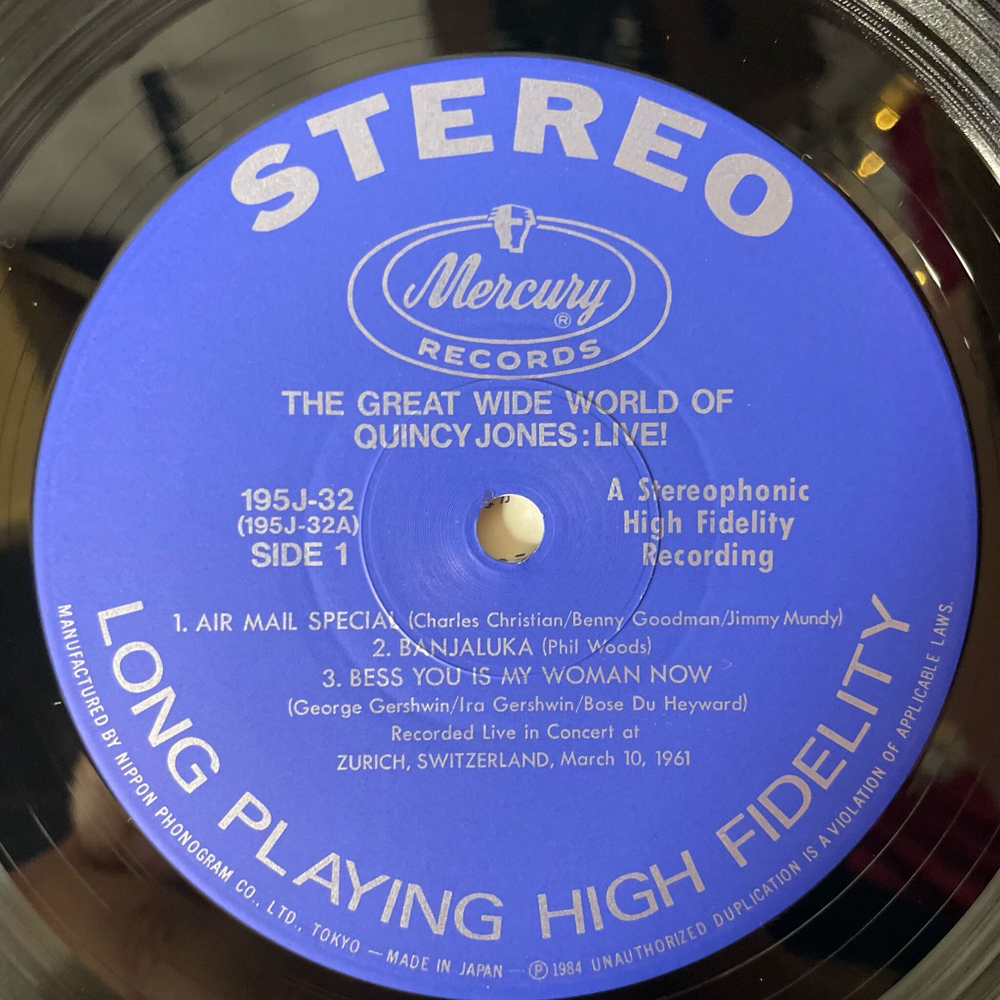 STEREO
Mercury
®
RECORDS
THE GREAT WIDE WORLD OF
QUINCY JONES : LIVE!
195J-32
(195J-32A)
SIDE 1
A Stereophonic
High Fidelity
Recording
1. AIR MAIL SPECIAL (Charles Christian/Benny Goodman/Jimmy Mundy)
2. BANJALUKA (Phil Woods)
3. BESS YOU IS MY WOMAN NOW
(George Gershwin/Ira Gershwin/Bose Du Heyward)
Recorded Live in Concert at
ZURICH, SWITZERLAND, March 10, 1961
LONG PLAYING HIGH FIDELITY
MANUFACTURED BY NIPPON PHONOGRAM CO., LTD., TOKYO — MADE IN JAPAN — Ⓟ 1984 UNAUTHORIZED DUPLICATION IS A VIOLATION OF APPLICABLE LAWS.